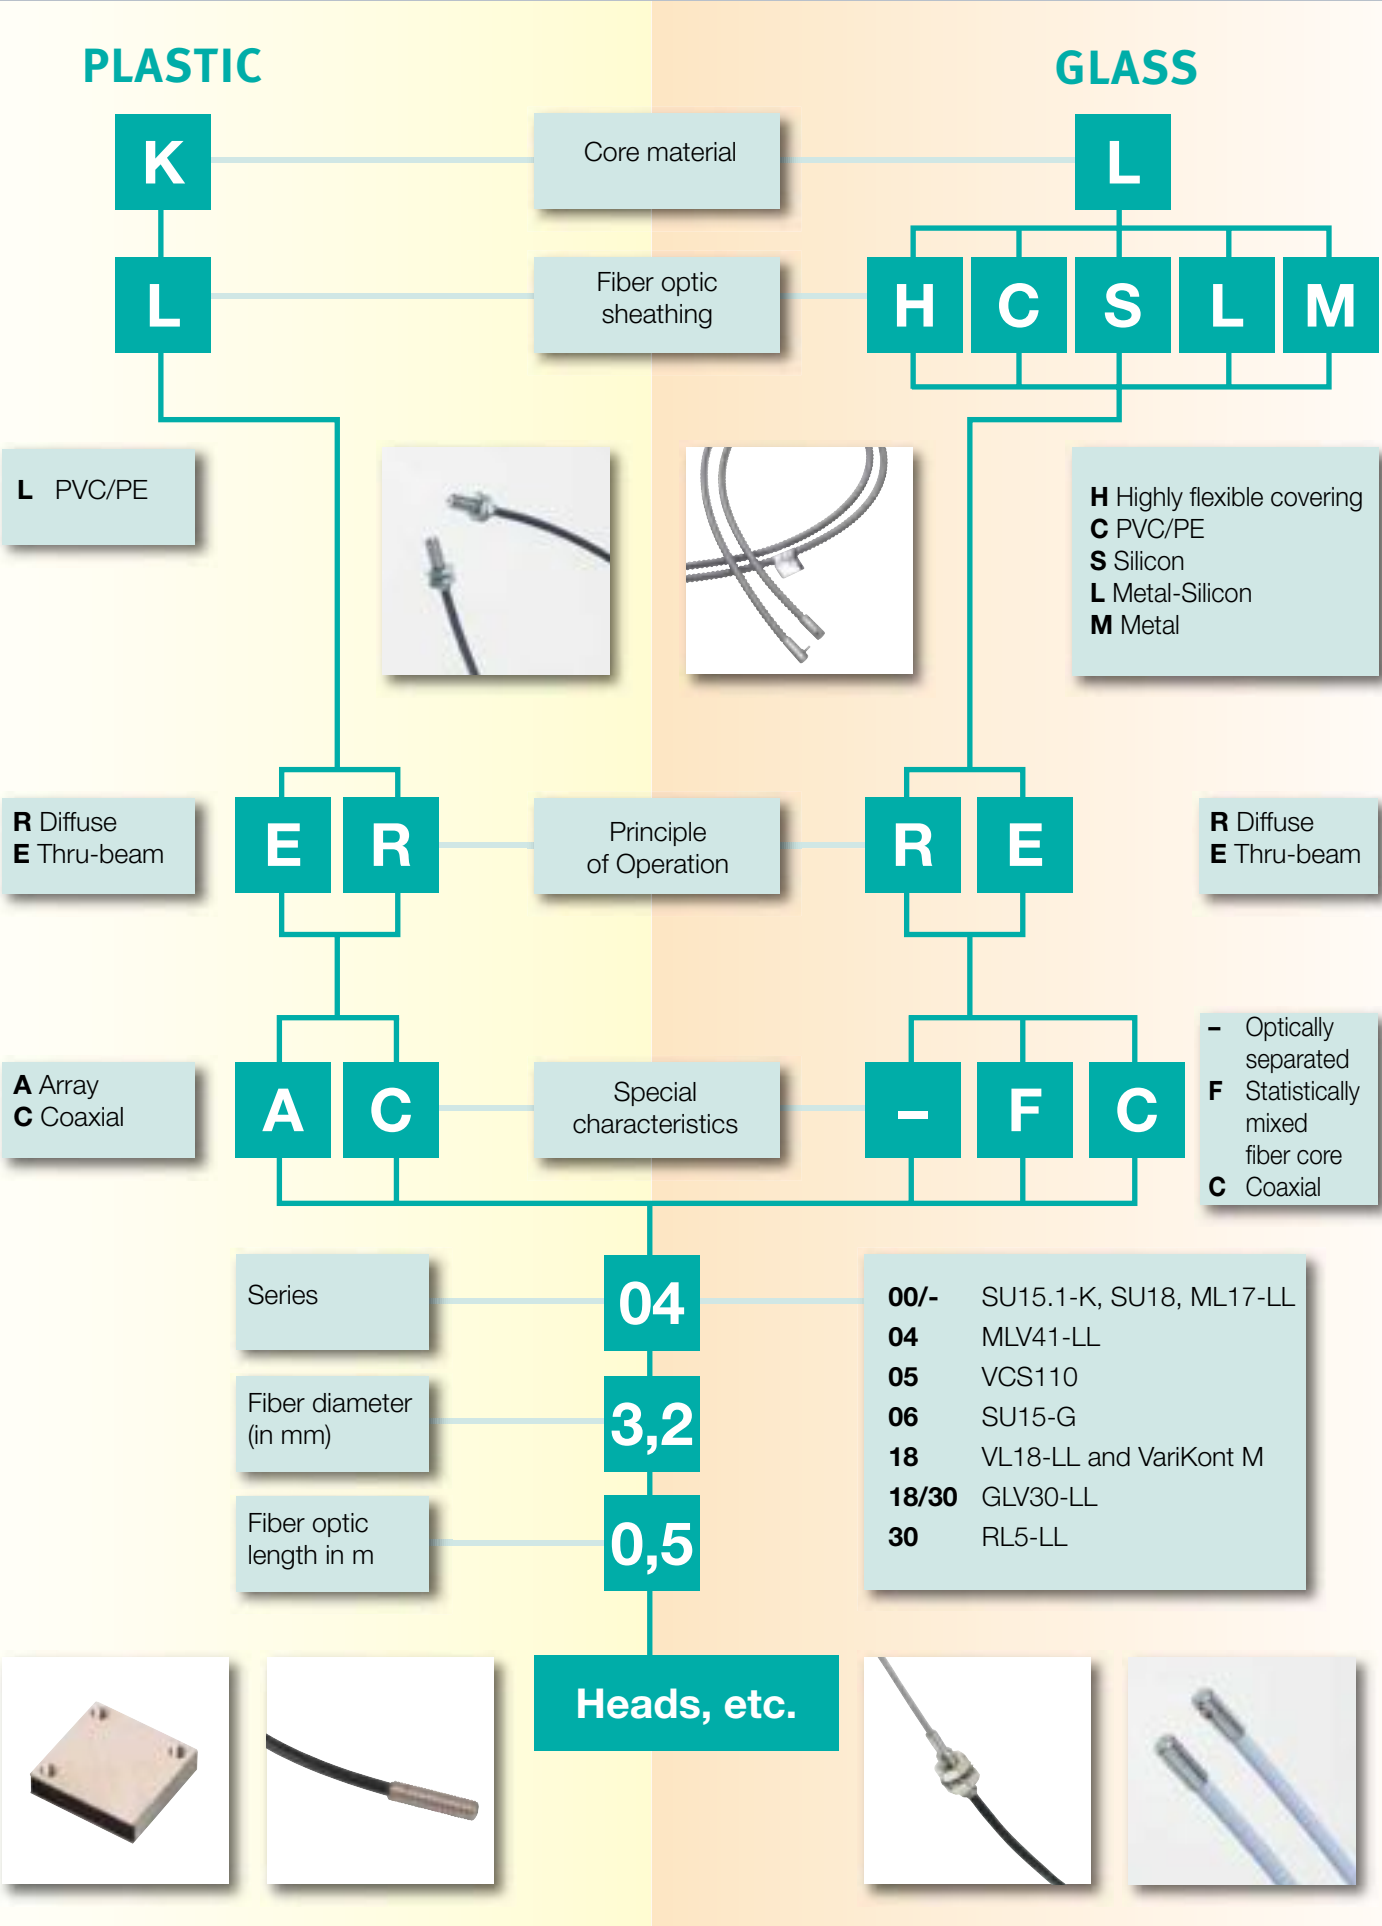 PLASTIC
GLASS
K
Core material
L
L
Fiber optic
sheathing
H C S L M
L PVC/PE
H Highly flexible covering
C PVC/PE
S Silicon
L Metal-Silicon
M Metal
R Diffuse
E Thru-beam
E R
Principle
of Operation
R E
R Diffuse
E Thru-beam
A Array
C Coaxial
A C
Special
characteristics
– F C
– Optically
separated
F Statistically
mixed
fiber core
C Coaxial
Series
04
00/- SU15.1-K, SU18, ML17-LL
04 MLV41-LL
05 VCS110
06 SU15-G
18 VL18-LL and VariKont M
18/30 GLV30-LL
30 RL5-LL
Fiber diameter
(in mm)
3,2
Fiber optic
length in m
0,5
Heads, etc.